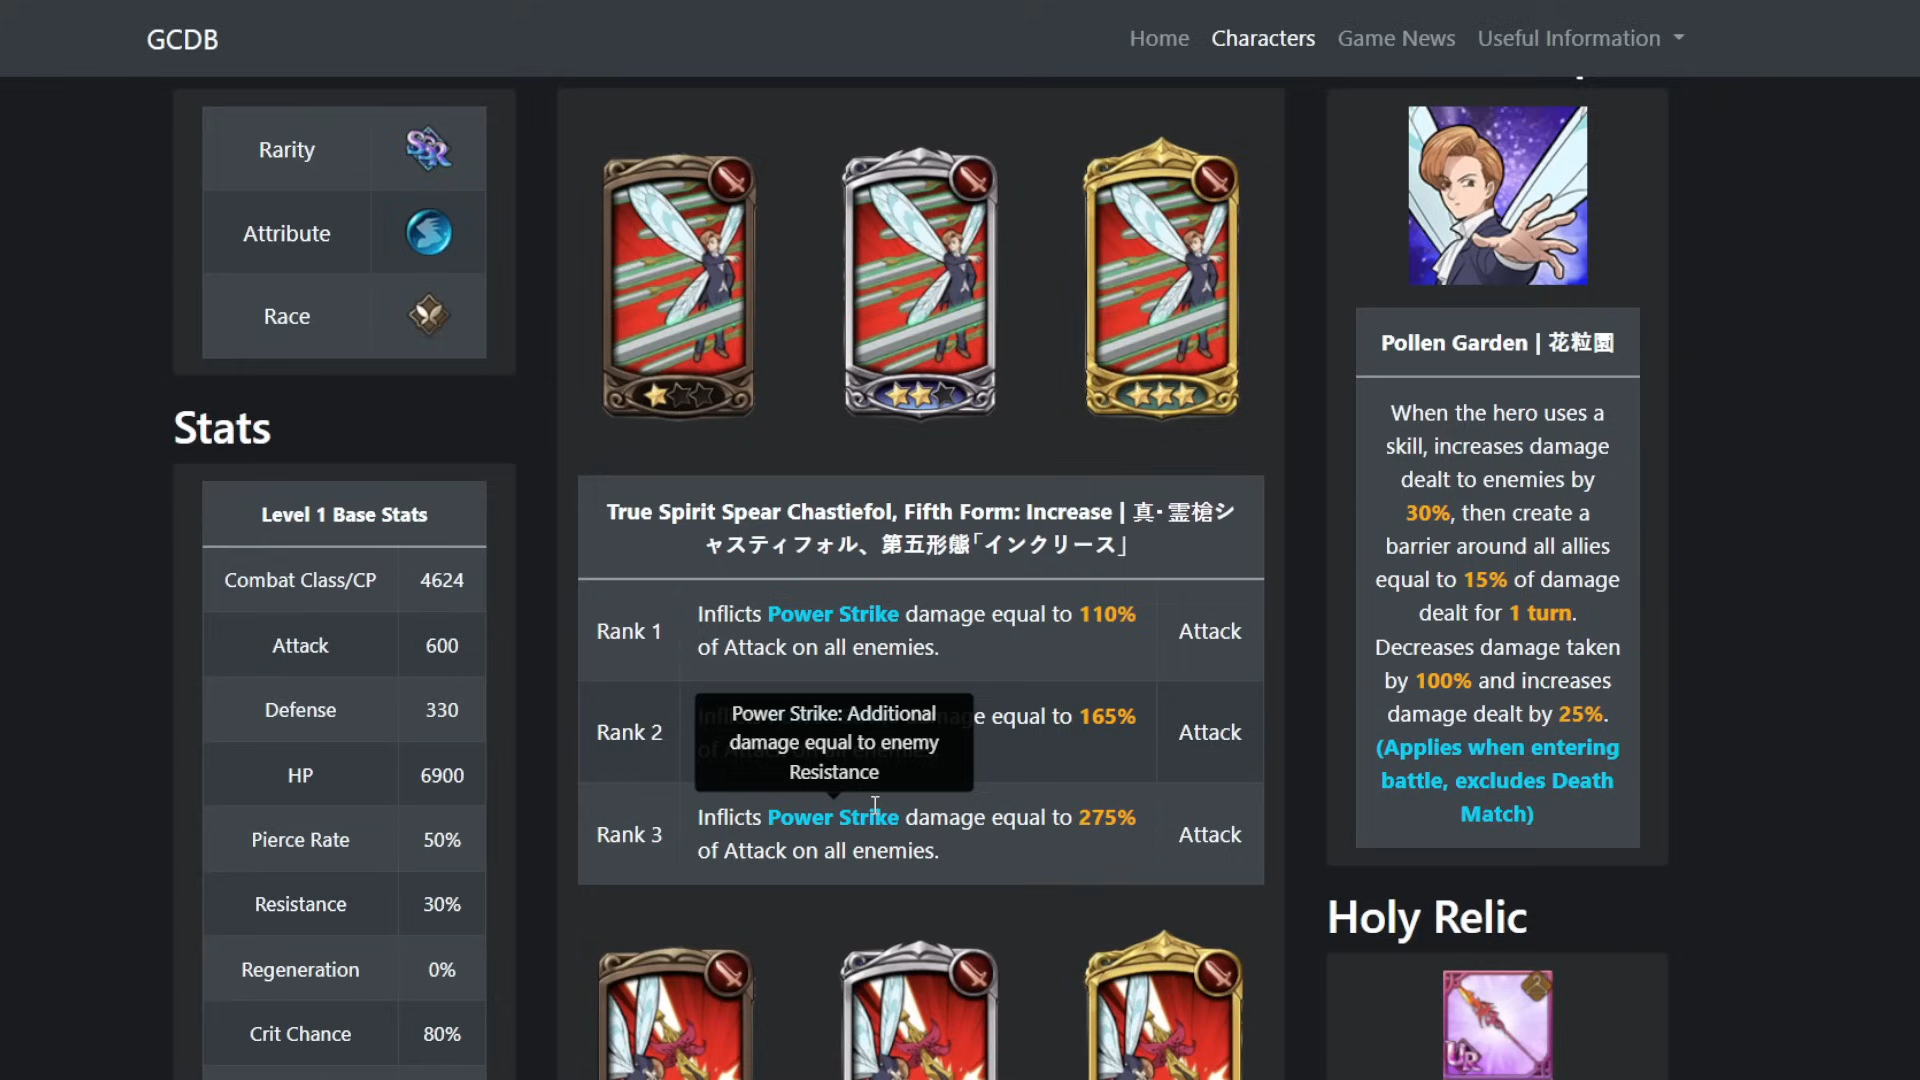 GCDB
Home Characters Game News Useful Information
Rarity SSR
Attribute
Race
Stats
Level 1 Base Stats
Combat Class/CP 4624
Attack 600
Defense 330
HP 6900
Pierce Rate 50%
Resistance 30%
Regeneration 0%
Crit Chance 80%
True Spirit Spear Chastiefol, Fifth Form: Increase | 真・霊槍シ
ャスティフォル、第五形態「インクリース」
Rank 1
Inflicts Power Strike damage equal to 110%
of Attack on all enemies.
Attack
Rank 2
e equal to 165%
Attack
Power Strike: Additional
damage equal to enemy
Resistance
Rank 3
Inflicts Power Strike damage equal to 275%
of Attack on all enemies.
Attack
Pollen Garden | 花粒園
When the hero uses a
skill, increases damage
dealt to enemies by
30%, then create a
barrier around all allies
equal to 15% of damage
dealt for 1 turn.
Decreases damage taken
by 100% and increases
damage dealt by 25%.
(Applies when entering
battle, excludes Death
Match)
Holy Relic
UR